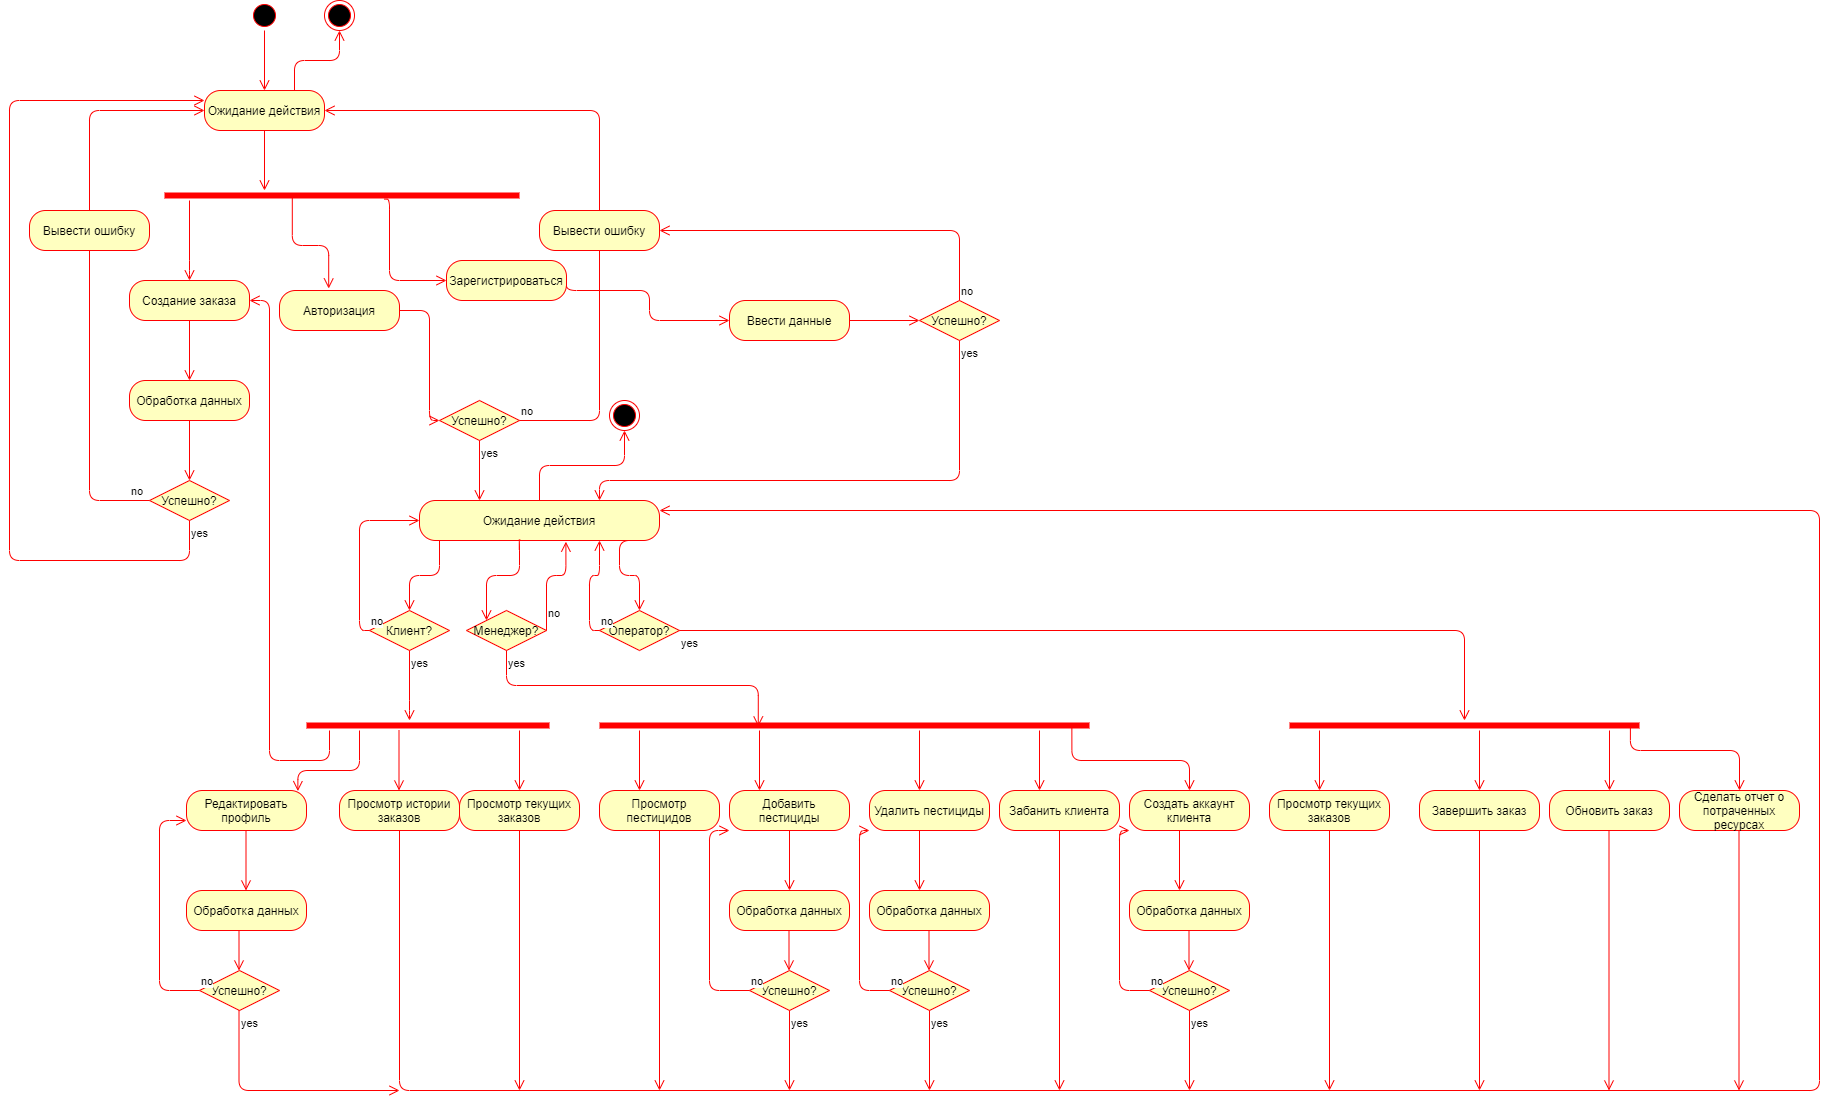 Ожидание действия
Вывести ошибку
Вывести ошибку
Зарегистрироваться
Создание заказа
Авторизация
no
Ввести данные
Успешно?
yes
Обработка данных
Успешно?
no
yes
no
Успешно?
yes
Ожидание действия
no
Клиент?
yes
Менеджер?
no
yes
no
Оператор?
yes
Редактировать
профиль
Просмотр истории
заказов
Просмотр текущих
заказов
Просмотр
пестицидов
Добавить
пестициды
Удалить пестициды
Забанить клиента
Создать аккаунт
клиента
Просмотр текущих
заказов
Завершить заказ
Обновить заказ
Сделать отчет о
потраченных
ресурсах
Обработка данных
Обработка данных
Обработка данных
Обработка данных
no
Успешно?
yes
no
Успешно?
yes
no
Успешно?
yes
no
Успешно?
yes